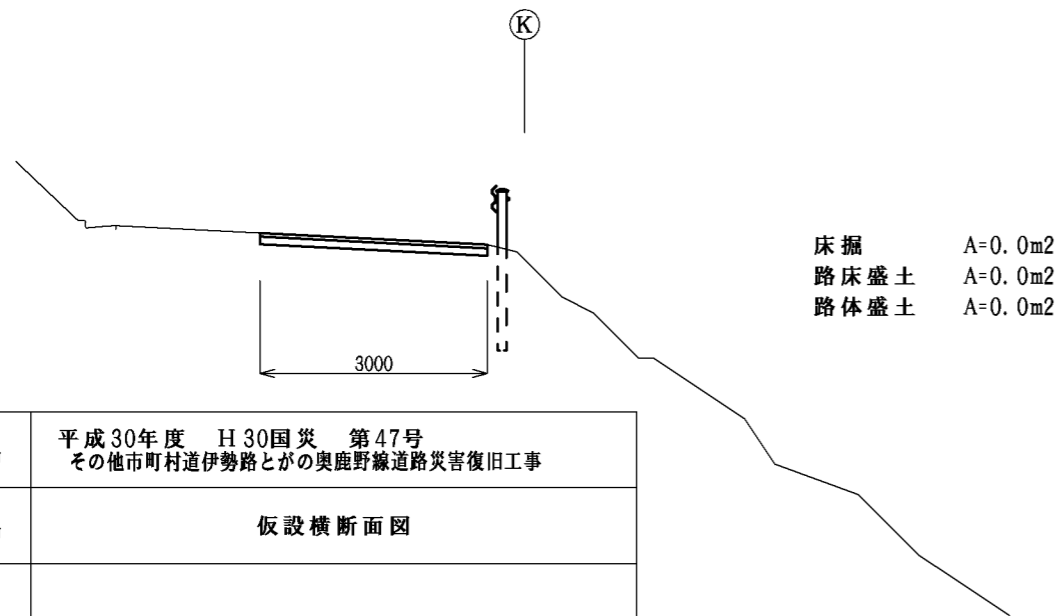 K
床掘 A=0.0m2
路床盛土 A=0.0m2
路体盛土 A=0.0m2
3000
平成30年度 H30国災 第47号
その他市町村道伊勢路とがの奥鹿野線道路災害復旧工事
仮設横断面図